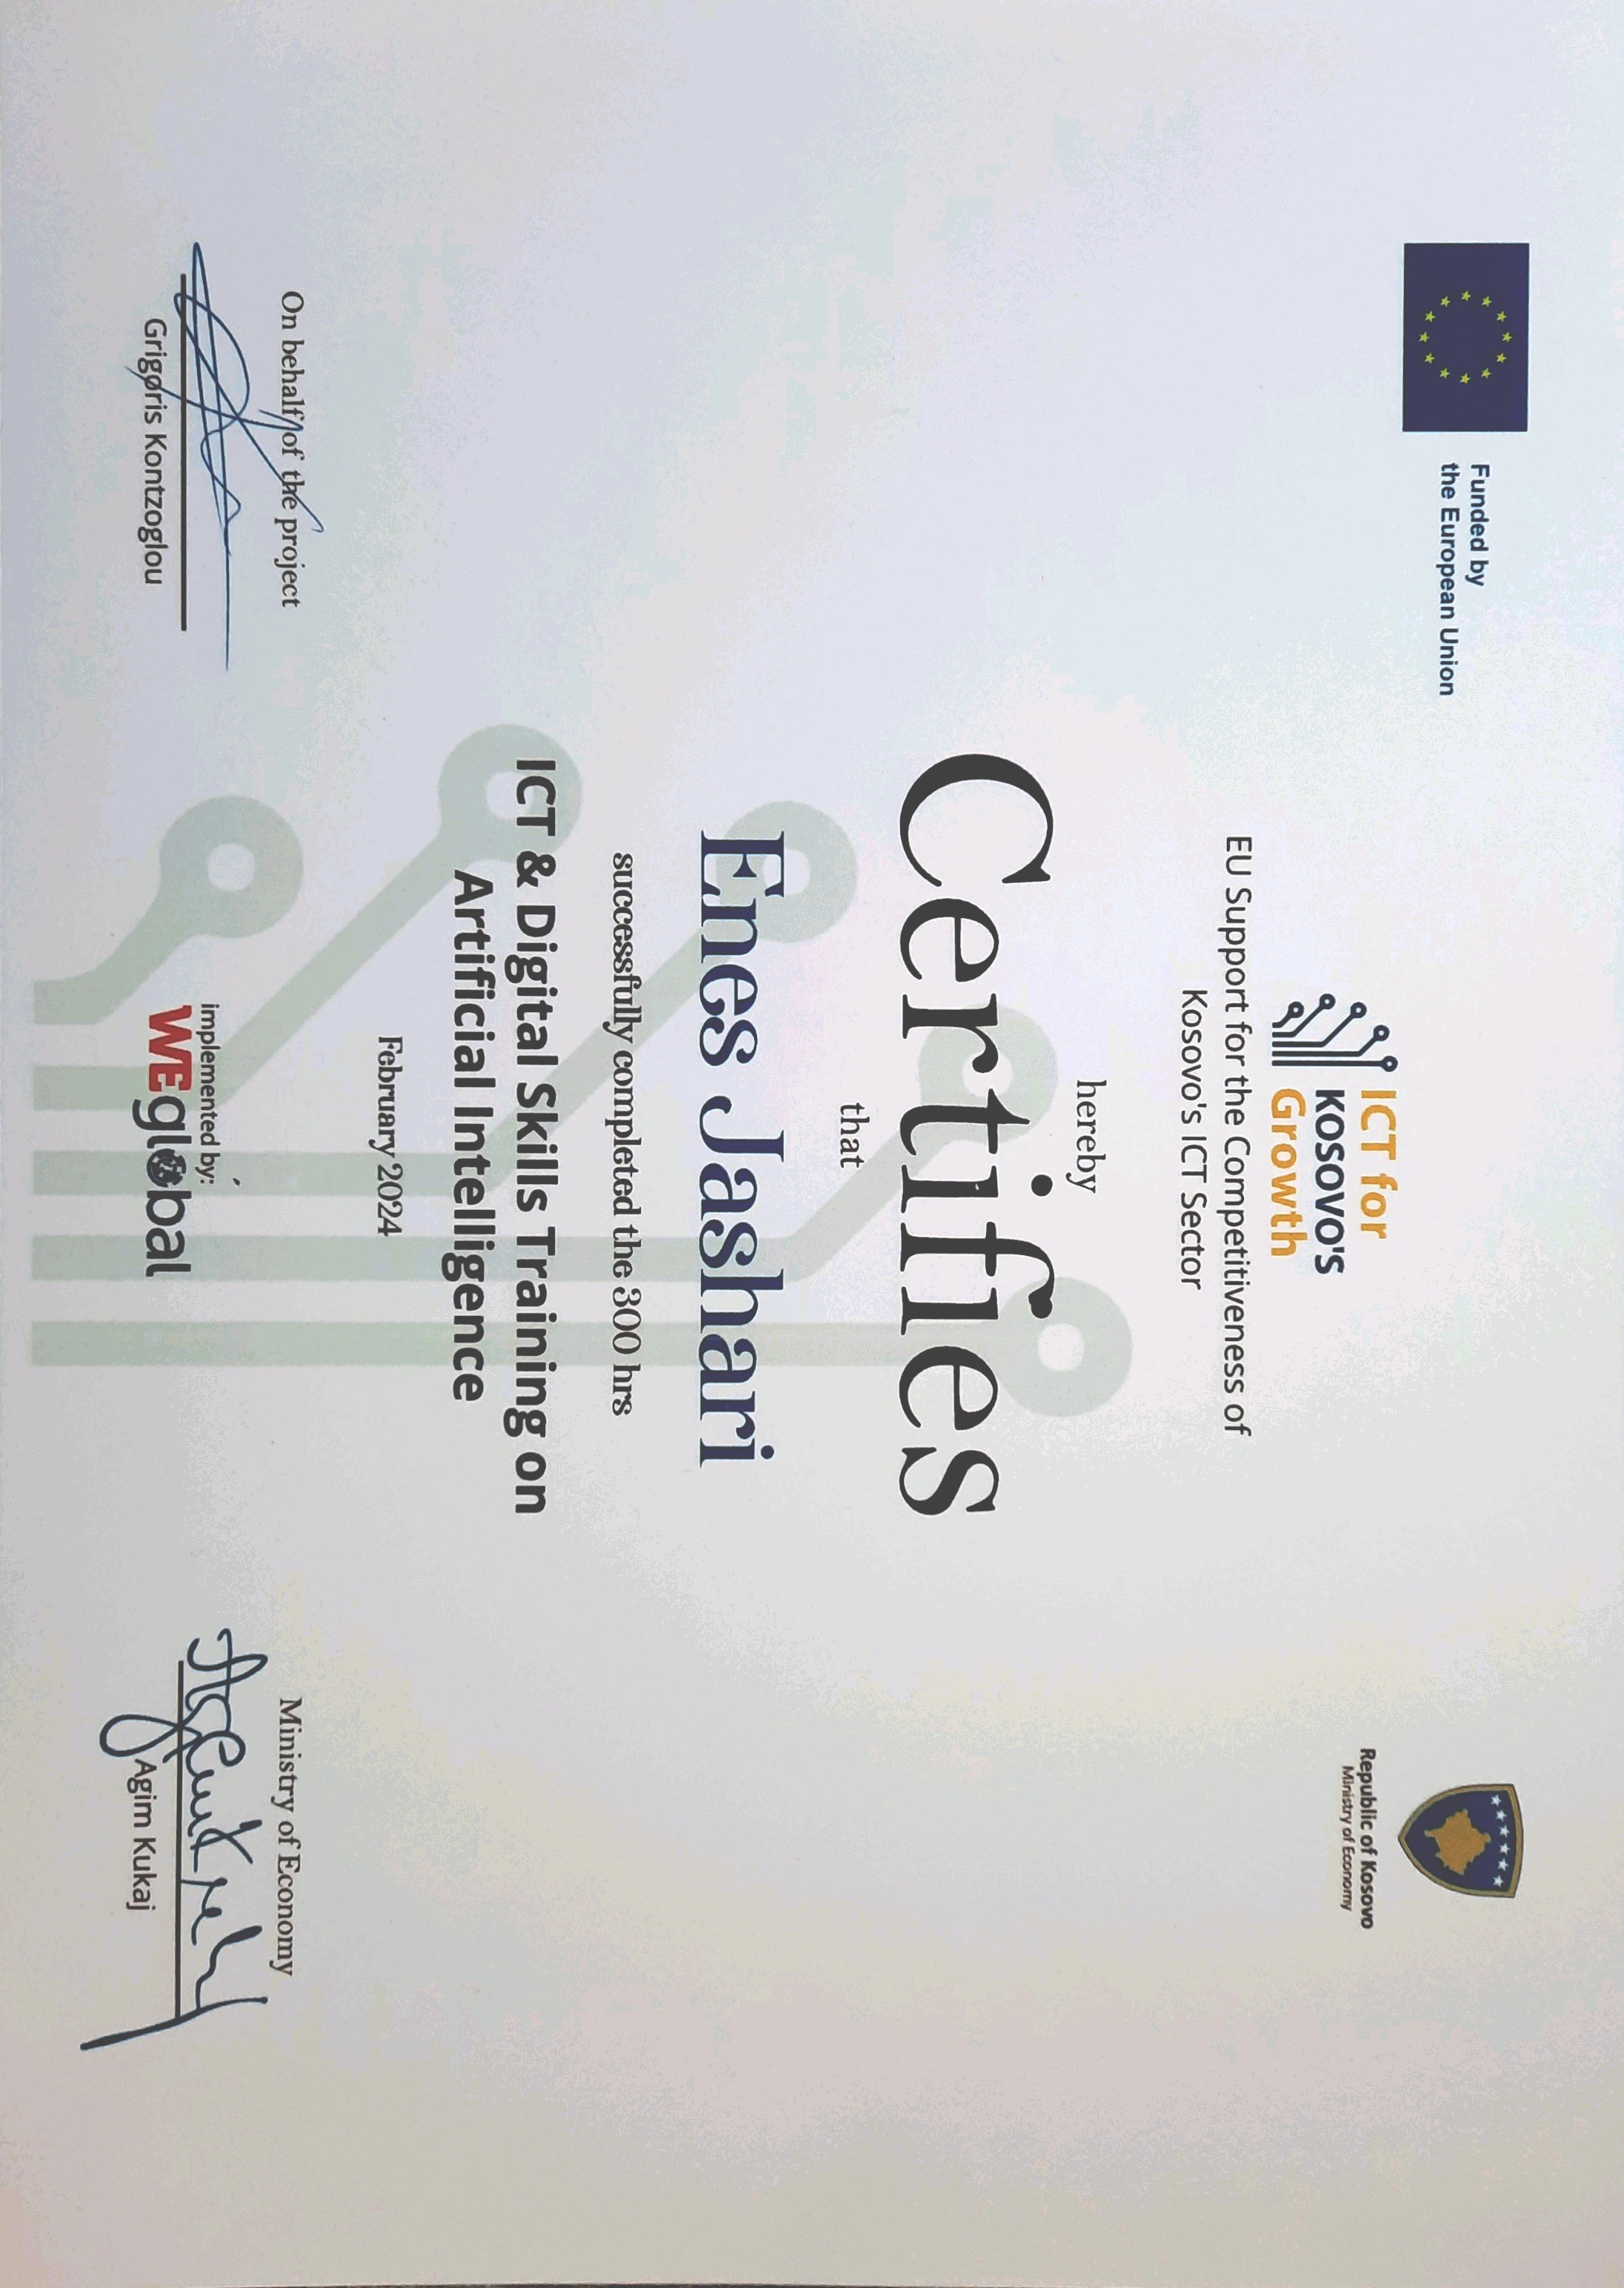 Funded by
the European Union
Republic of Kosovo
Ministry of Economy
ICT for
KOSOVO'S
Growth
EU Support for the Competitiveness of
Kosovo's ICT Sector
hereby
Certifies
that
Enes Jashari
successfully completed the 300 hrs
ICT & Digital Skills Training on
Artificial Intelligence
February 2024
On behalf of the project
Grigoris Kontzoglou
implemented by:
WEglobal
Ministry of Economy
Agim Kukaj
Agim Kukaj